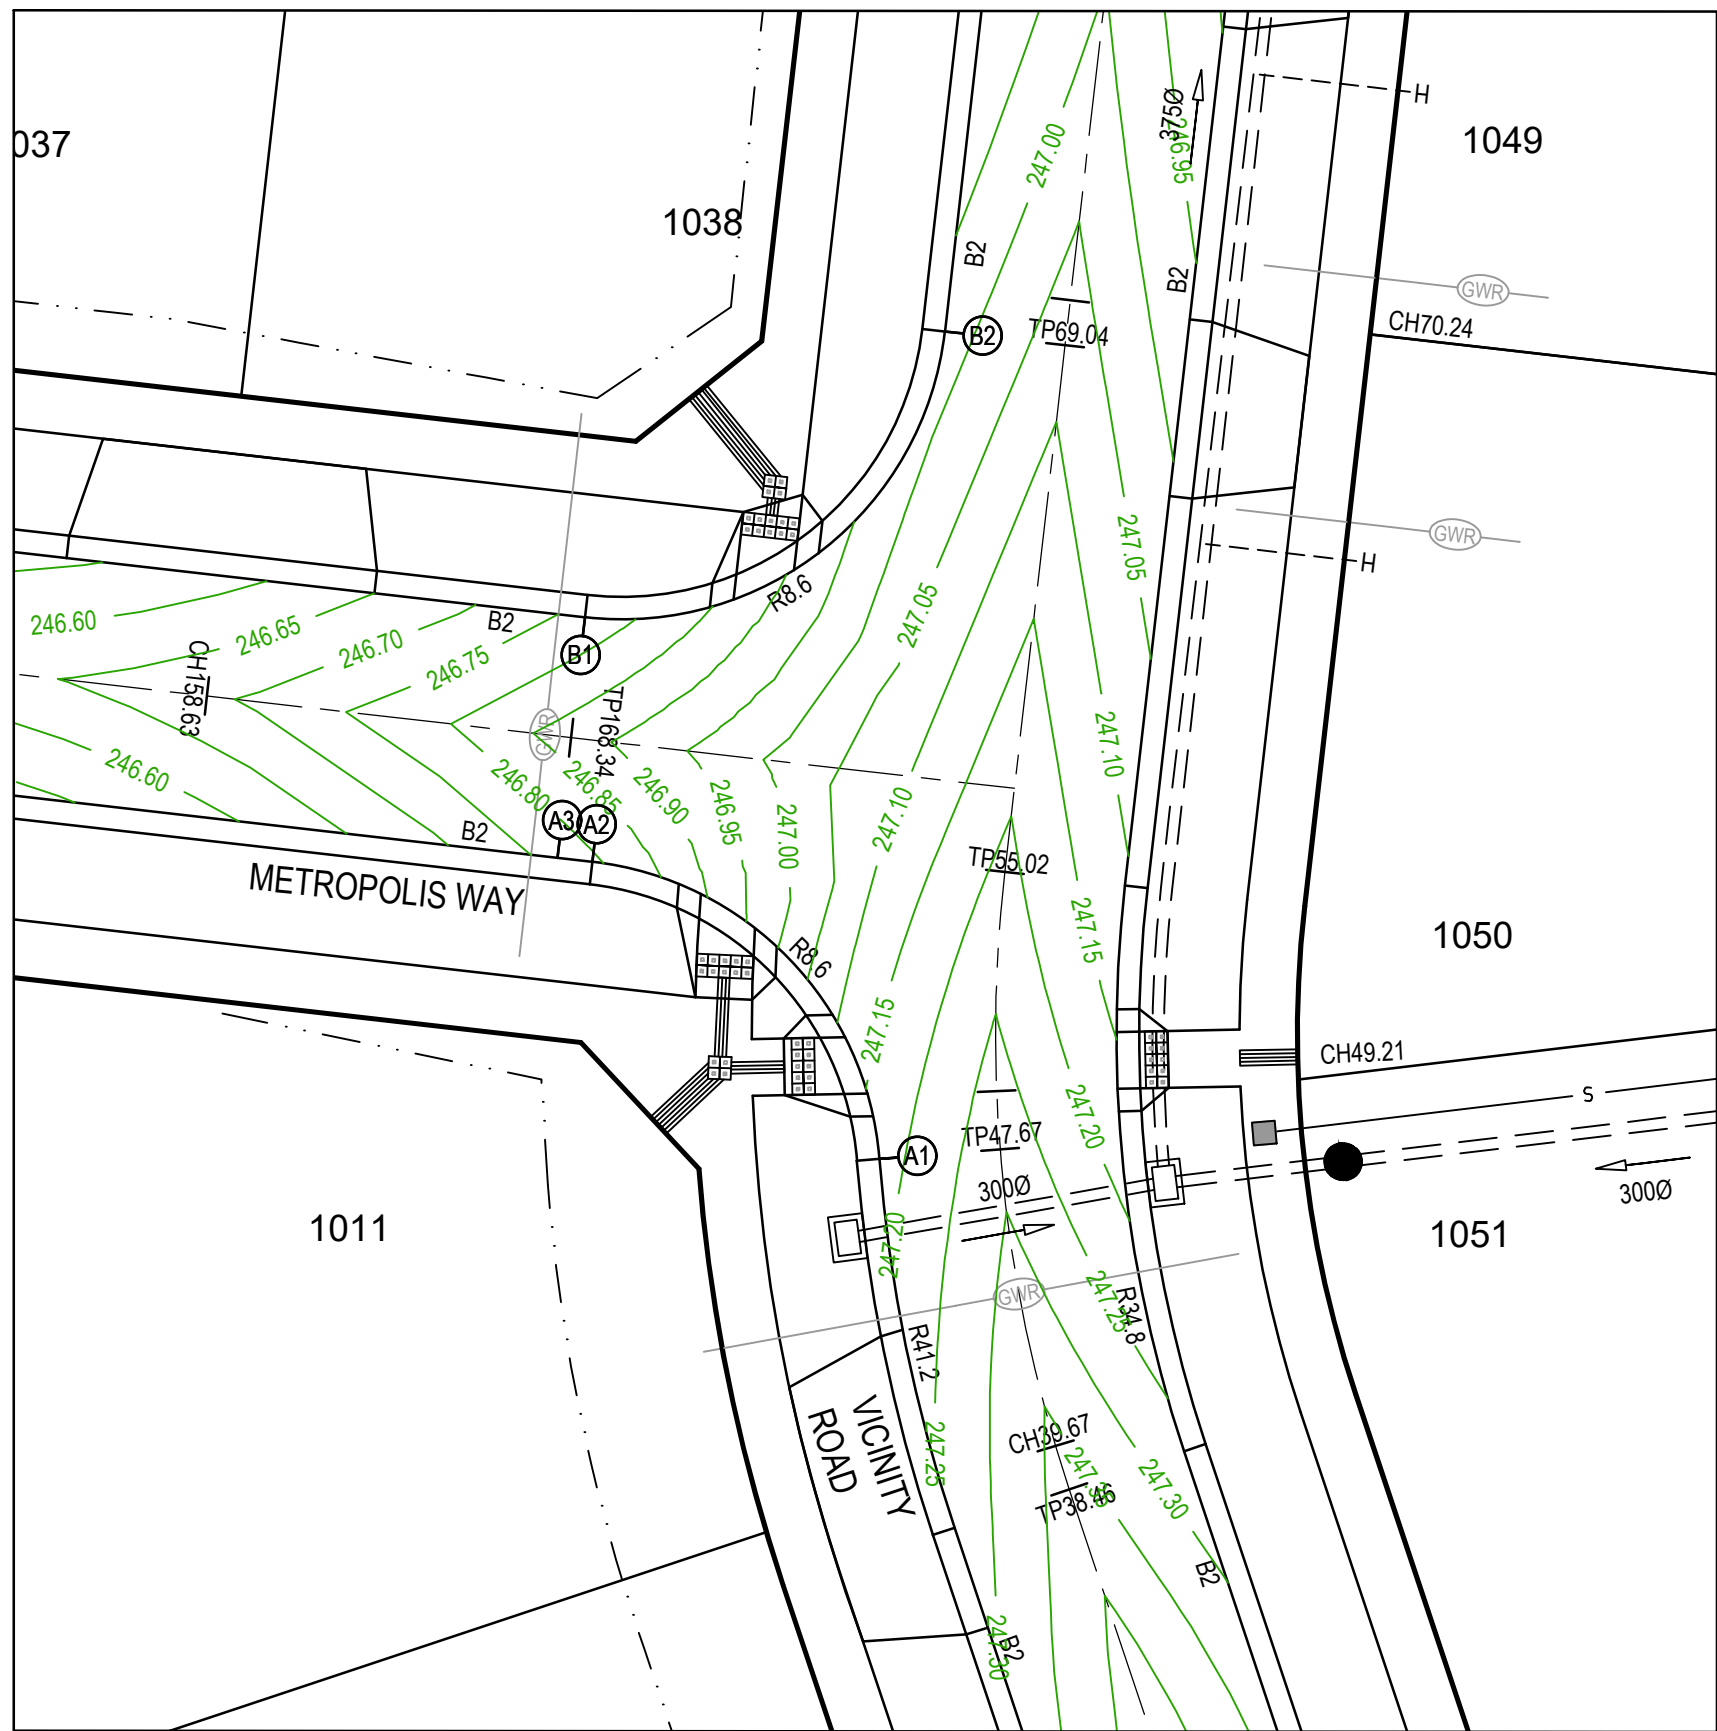 037
1038
1049
H
375Ø
246.95
247.00
B2
B2
GWR
CH70.24
B2
TP69.04
GWR
H
247.05
R8.6
247.05
246.60
246.65
246.70
246.75
B2
B1
CH158.63
TP168.34
GWR
246.60
246.80
246.85
246.90
246.95
247.00
247.10
247.10
A3
A2
B2
METROPOLIS WAY
TP55.02
247.15
R8.6
1050
247.15
CH49.21
S
247.20
TP47.67
A1
300Ø
300Ø
1011
1051
247.20
GWR
247.25
R34.8
R41.2
VICINITY
ROAD
247.25
CH39.67
TP38.46
247.30
B2
247.30
B2